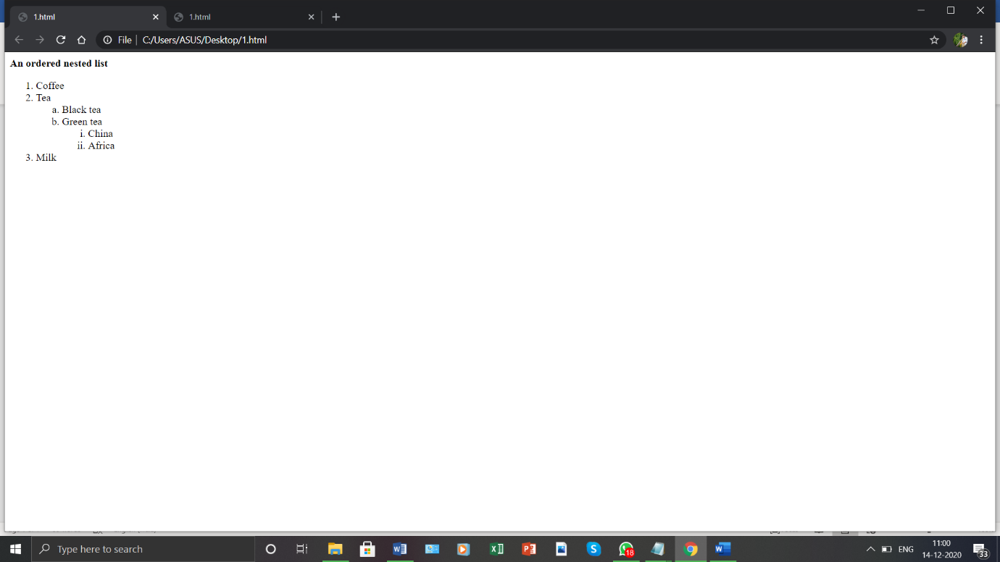 1.html
1.html
File
C:/Users/ASUS/Desktop/1.html
An ordered nested list
1. Coffee
2. Tea
a. Black tea
b. Green tea
i. China
ii. Africa
3. Milk
Type here to search
18
ENG
11:00
14-12-2020
33